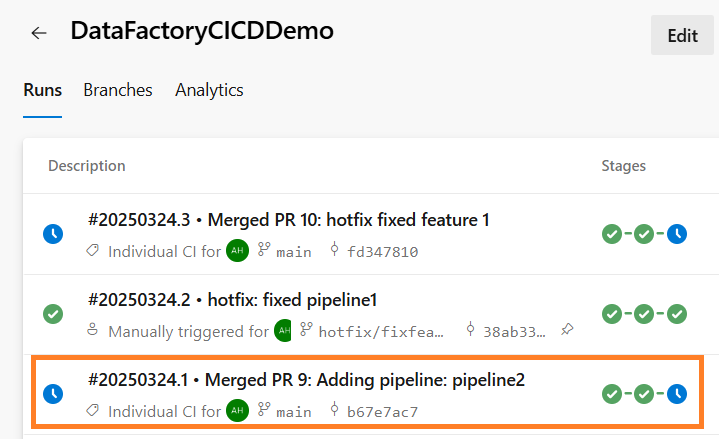 DataFactoryCICDDemo
Edit
Runs Branches Analytics
Description Stages
#20250324.3 • Merged PR 10: hotfix fixed feature 1
Individual CI for AH main fd347810
#20250324.2 • hotfix: fixed pipeline1
Manually triggered for AH hotfix/fixfea… 38ab33…
#20250324.1 • Merged PR 9: Adding pipeline: pipeline2
Individual CI for AH main b67e7ac7